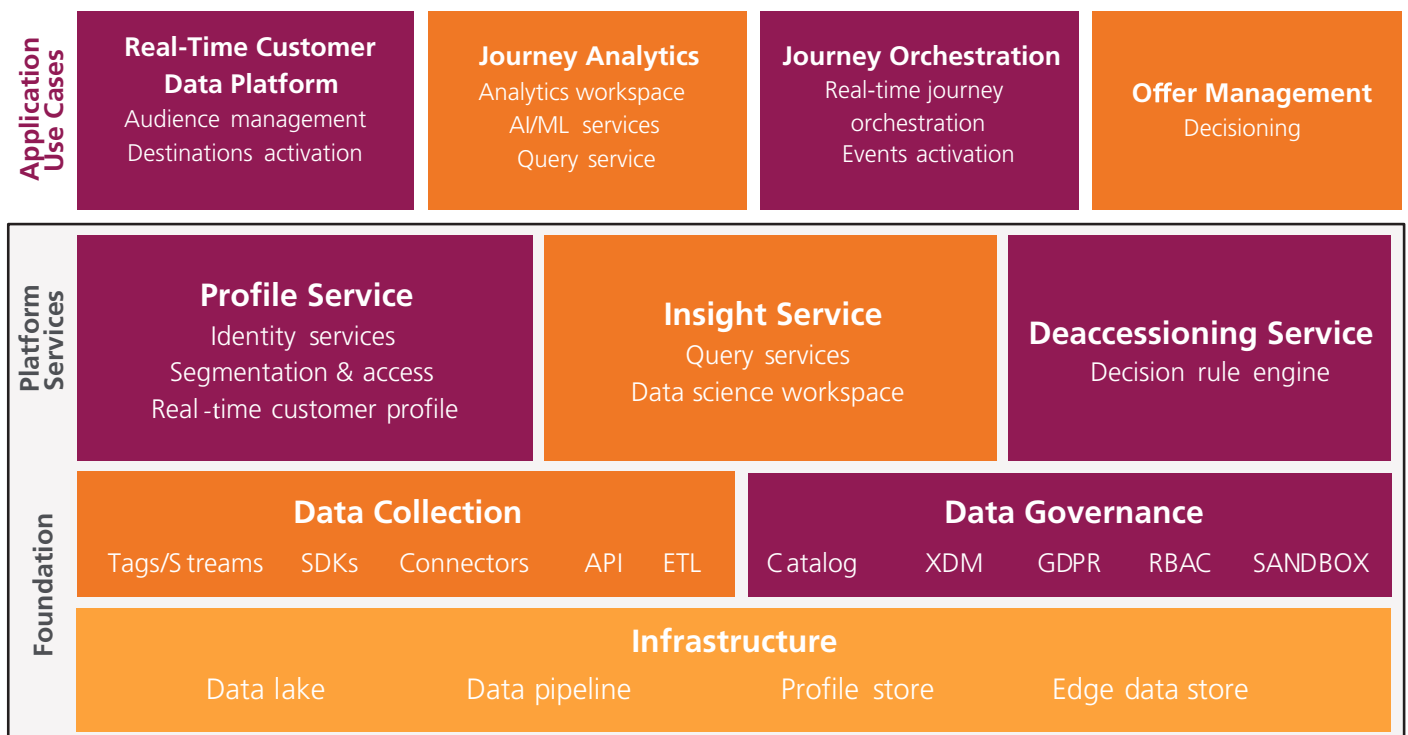 Application
Use Cases
Real-Time Customer
Data Platform
Audience management
Destinations activation
Journey Analytics
Analytics workspace
AI/ML services
Query service
Journey Orchestration
Real-time journey
orchestration
Events activation
Offer Management
Decisioning
Platform
Services
Profile Service
Identity services
Segmentation & access
Real-time customer profile
Insight Service
Query services
Data science workspace
Deaccessioning Service
Decision rule engine
Foundation
Data Collection
Tags/Streams SDKs Connectors API ETL
Data Governance
Catalog XDM GDPR RBAC SANDBOX
Infrastructure
Data lake Data pipeline Profile store Edge data store